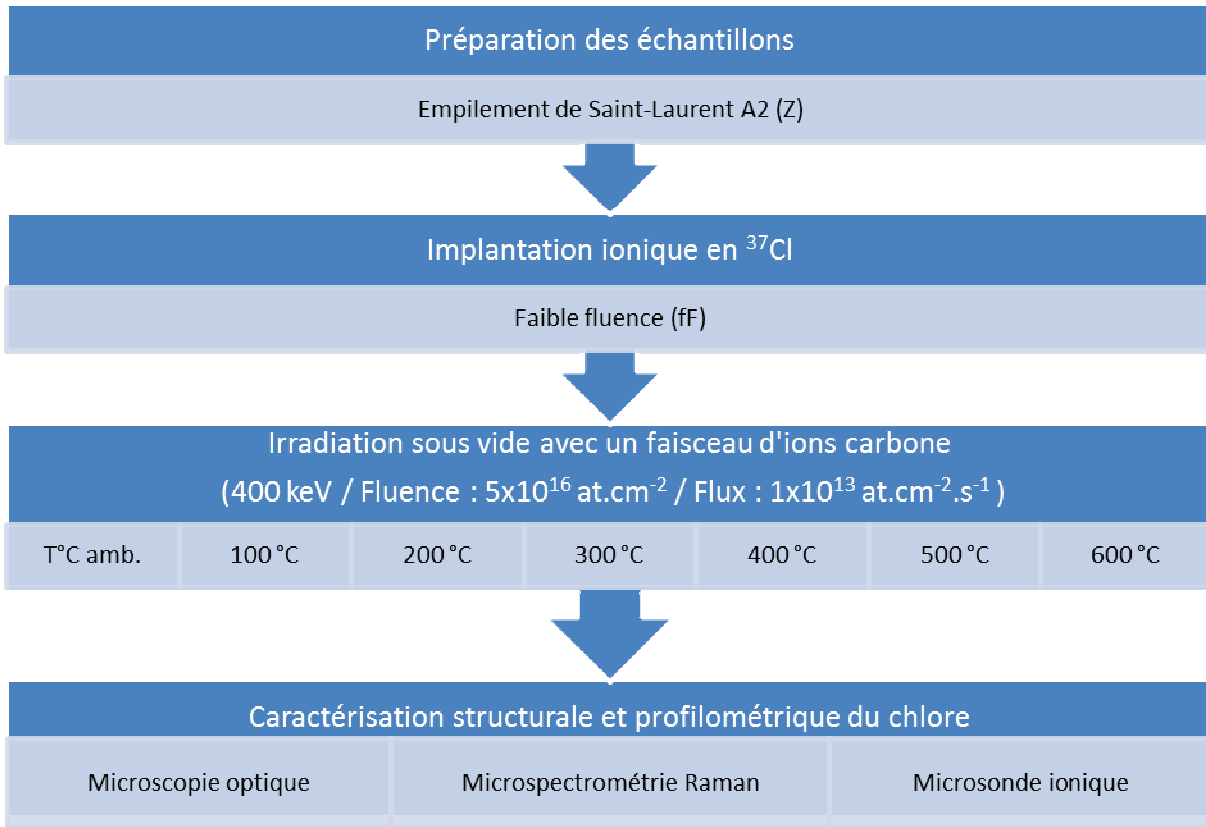 Préparation des échantillons
Empilement de Saint-Laurent A2 (Z)
Implantation ionique en ³⁷Cl
Faible fluence (fF)
Irradiation sous vide avec un faisceau d'ions carbone
(400 keV / Fluence : 5x10¹⁶ at.cm⁻² / Flux : 1x10¹³ at.cm⁻².s⁻¹ )
T°C amb. 100 °C 200 °C 300 °C 400 °C 500 °C 600 °C
Caractérisation structurale et profilométrique du chlore
Microscopie optique Microspectrométrie Raman Microsonde ionique